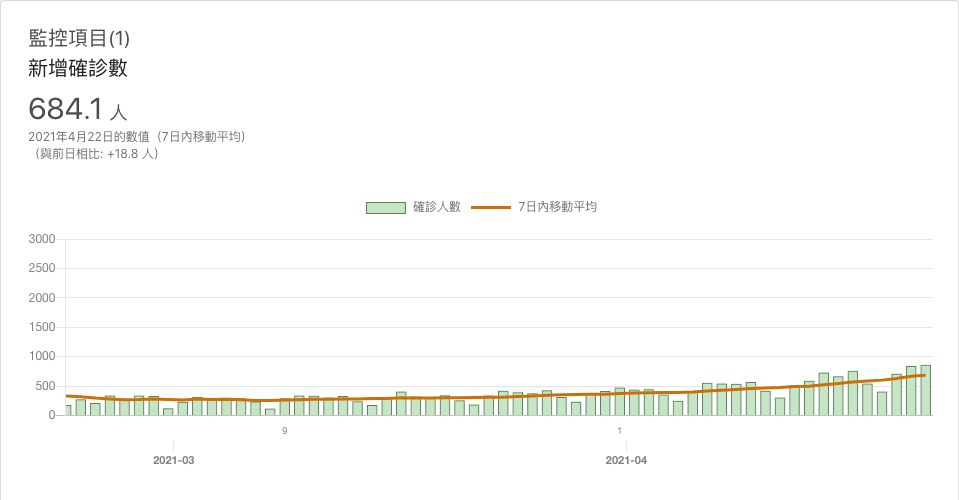 監控項目(1)
新增確診數
684.1 人
2021年4月22日的數值（7日內移動平均）
（與前日相比: +18.8 人）
確診人數 7日內移動平均
3000
2500
2000
1500
1000
500
0
9 1
2021-03 2021-04